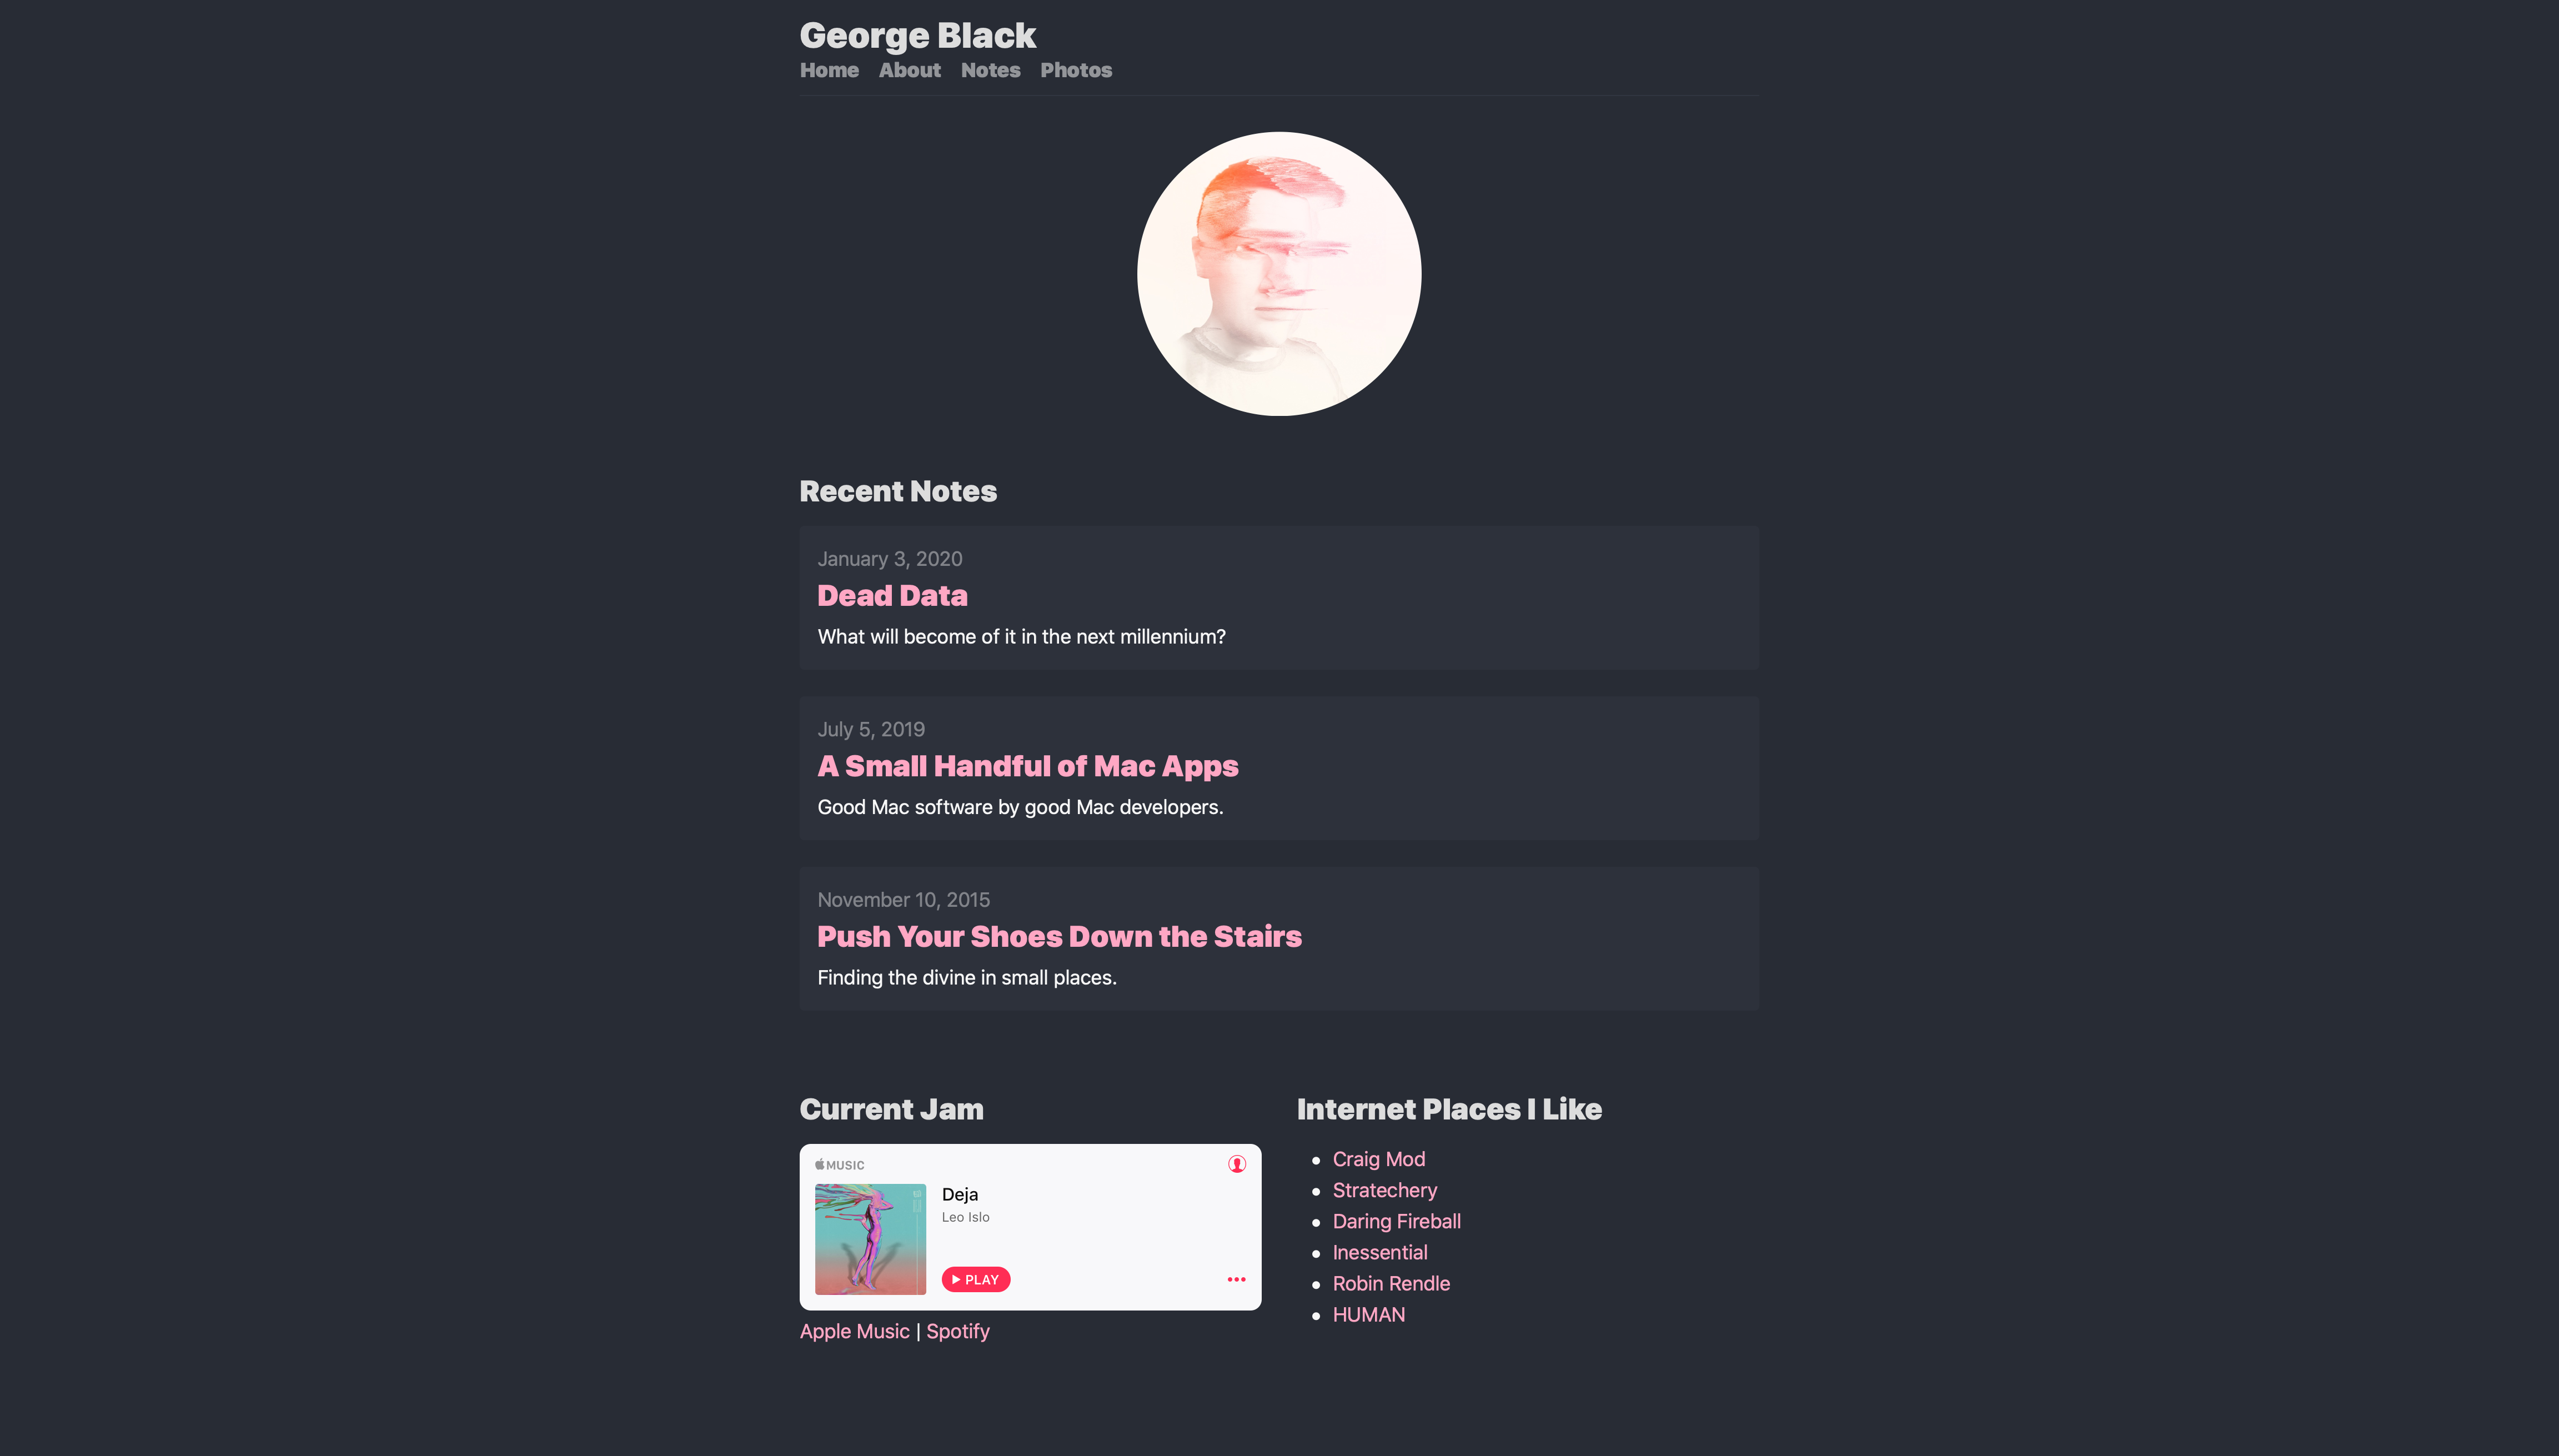 George Black
Home About Notes Photos
Recent Notes
January 3, 2020
Dead Data
What will become of it in the next millennium?
July 5, 2019
A Small Handful of Mac Apps
Good Mac software by good Mac developers.
November 10, 2015
Push Your Shoes Down the Stairs
Finding the divine in small places.
Current Jam
MUSIC
Deja
Leo Islo
PLAY
Apple Music | Spotify
Internet Places I Like
Craig Mod
Stratechery
Daring Fireball
Inessential
Robin Rendle
HUMAN